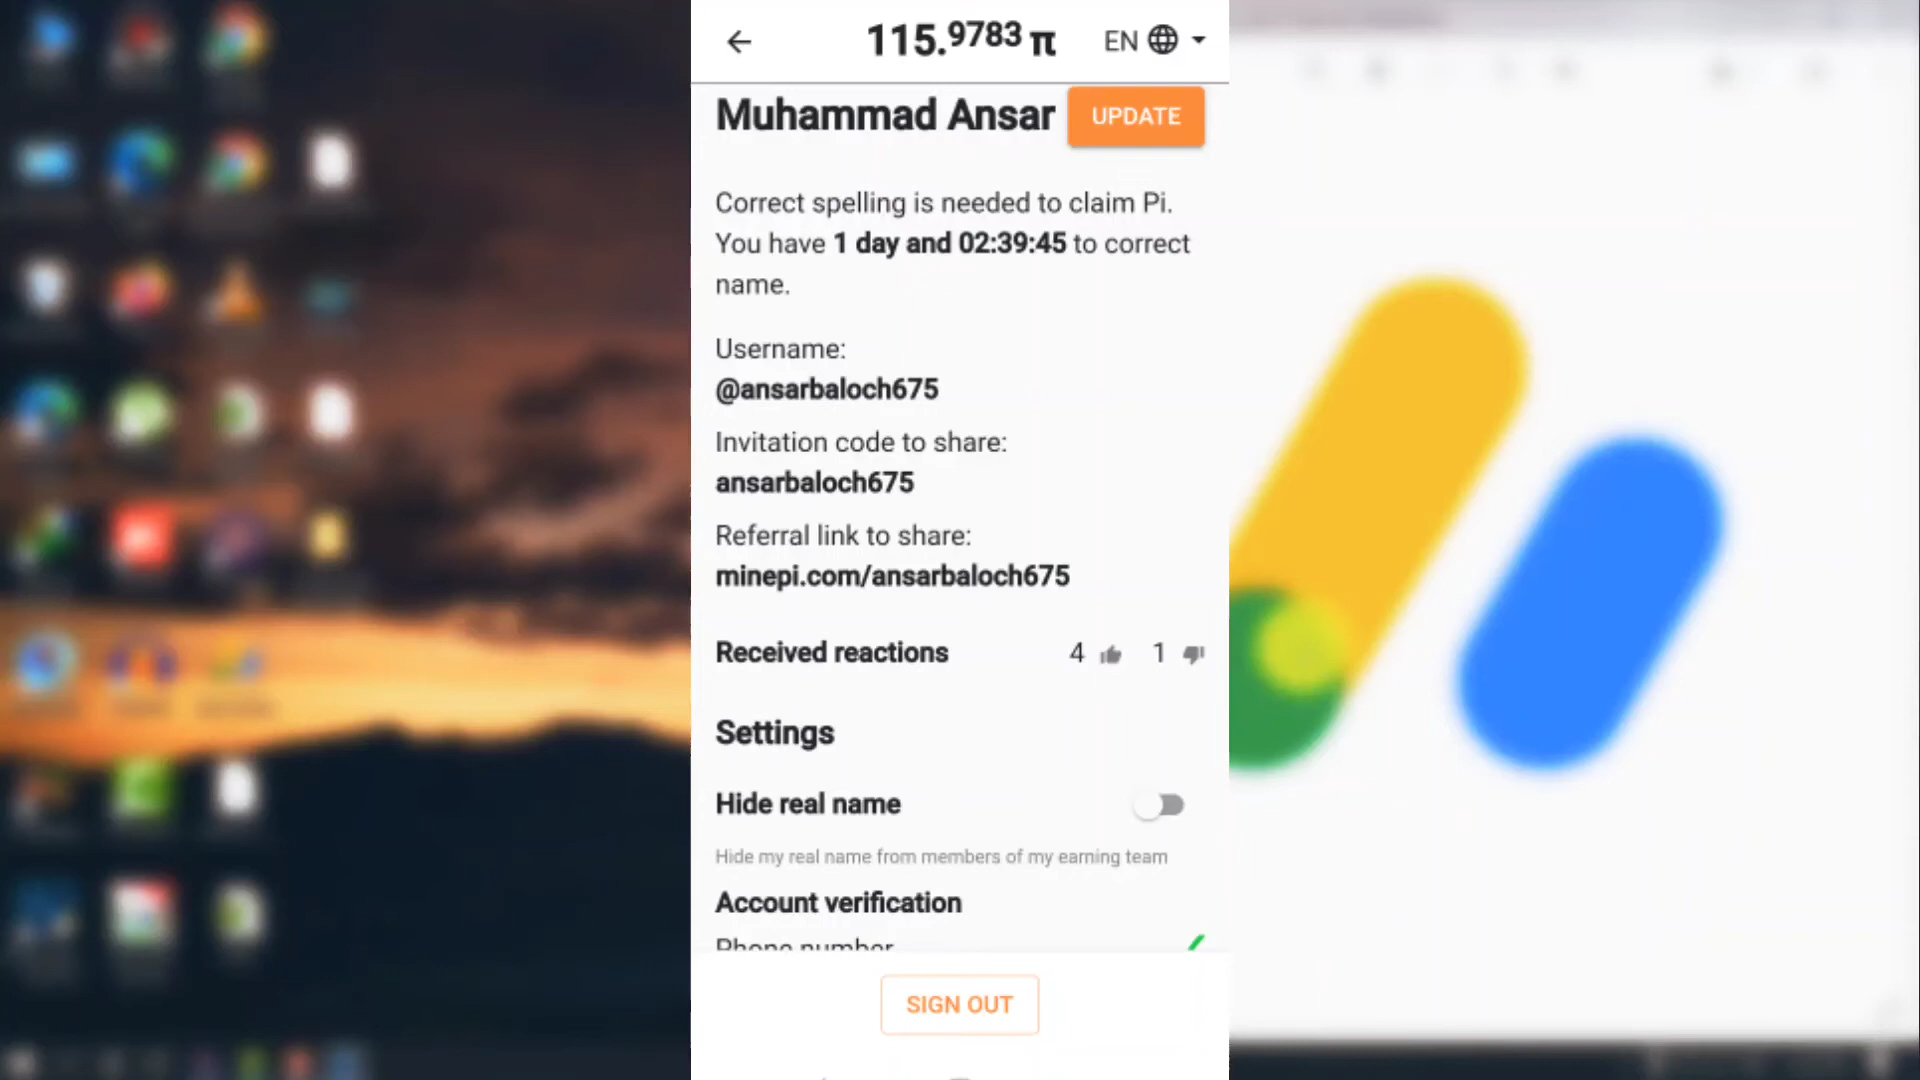 115.9783 π EN
Muhammad Ansar UPDATE
Correct spelling is needed to claim Pi.
You have 1 day and 02:39:45 to correct
name.
Username:
@ansarbaloch675
Invitation code to share:
ansarbaloch675
Referral link to share:
minepi.com/ansarbaloch675
Received reactions 4 1
Settings
Hide real name
Hide my real name from members of my earning team
Account verification
Phone number
SIGN OUT